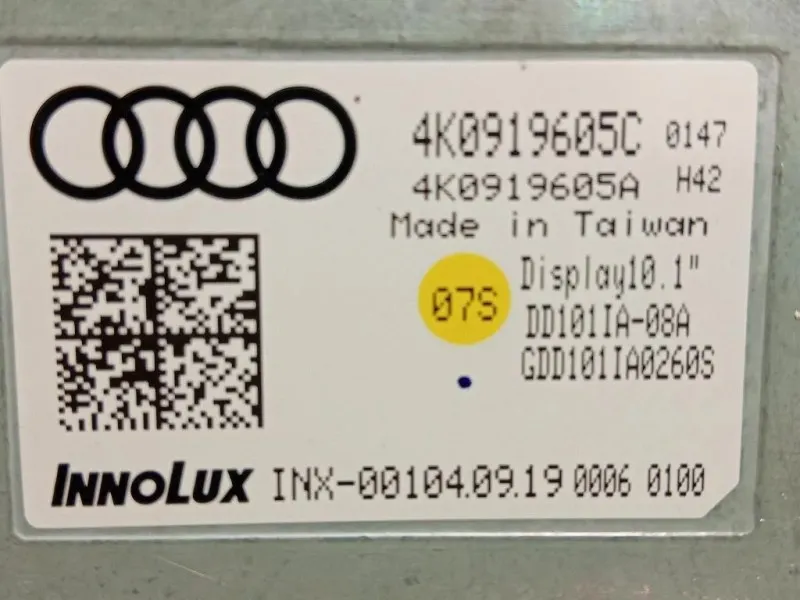 4K0919605C 0147
4K0919605A H42
Made in Taiwan
07S
Display10.1"
DD101IA-08A
GDD101IA0260S
INNOLUX INX-00104.09.19 0006 0100